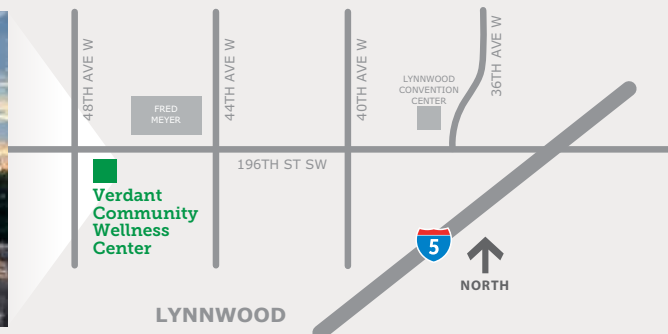 48TH AVE W
44TH AVE W
40TH AVE W
36TH AVE W
FRED
MEYER
LYNNWOOD
CONVENTION
CENTER
196TH ST SW
Verdant
Community
Wellness
Center
5
NORTH
LYNNWOOD